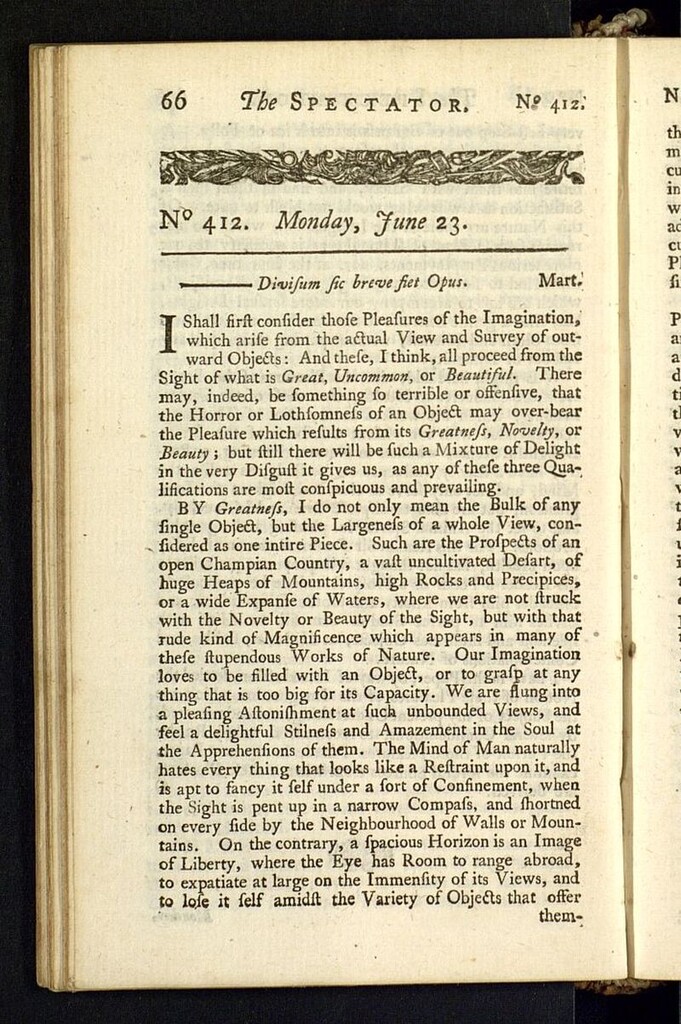 66 The SPECTATOR. Nº 412.
Nº 412. Monday, June 23.
——— Diviſum ſic breve fiet Opus. Mart.
I Shall firſt conſider thoſe Pleaſures of the Imagination,
which ariſe from the actual View and Survey of out-
ward Objects: And theſe, I think, all proceed from the
Sight of what is Great, Uncommon, or Beautiful. There
may, indeed, be ſomething ſo terrible or offenſive, that
the Horror or Lothſomneſs of an Object may over-bear
the Pleaſure which reſults from its Greatneſs, Novelty, or
Beauty; but ſtill there will be ſuch a Mixture of Delight
in the very Diſguſt it gives us, as any of theſe three Qua-
lifications are moſt conſpicuous and prevailing.
BY Greatneſs, I do not only mean the Bulk of any
ſingle Object, but the Largeneſs of a whole View, con-
ſidered as one intire Piece. Such are the Proſpects of an
open Champian Country, a vaſt uncultivated Deſart, of
huge Heaps of Mountains, high Rocks and Precipices,
or a wide Expanſe of Waters, where we are not ſtruck
with the Novelty or Beauty of the Sight, but with that
rude kind of Magnificence which appears in many of
theſe ſtupendous Works of Nature. Our Imagination
loves to be filled with an Object, or to graſp at any
thing that is too big for its Capacity. We are flung into
a pleaſing Aſtoniſhment at ſuch unbounded Views, and
feel a delightful Stilneſs and Amazement in the Soul at
the Apprehenſions of them. The Mind of Man naturally
hates every thing that looks like a Reſtraint upon it, and
is apt to fancy it ſelf under a ſort of Confinement, when
the Sight is pent up in a narrow Compaſs, and ſhortned
on every ſide by the Neighbourhood of Walls or Moun-
tains. On the contrary, a ſpacious Horizon is an Image
of Liberty, where the Eye has Room to range abroad,
to expatiate at large on the Immenſity of its Views, and
to loſe it ſelf amidſt the Variety of Objects that offer
them-